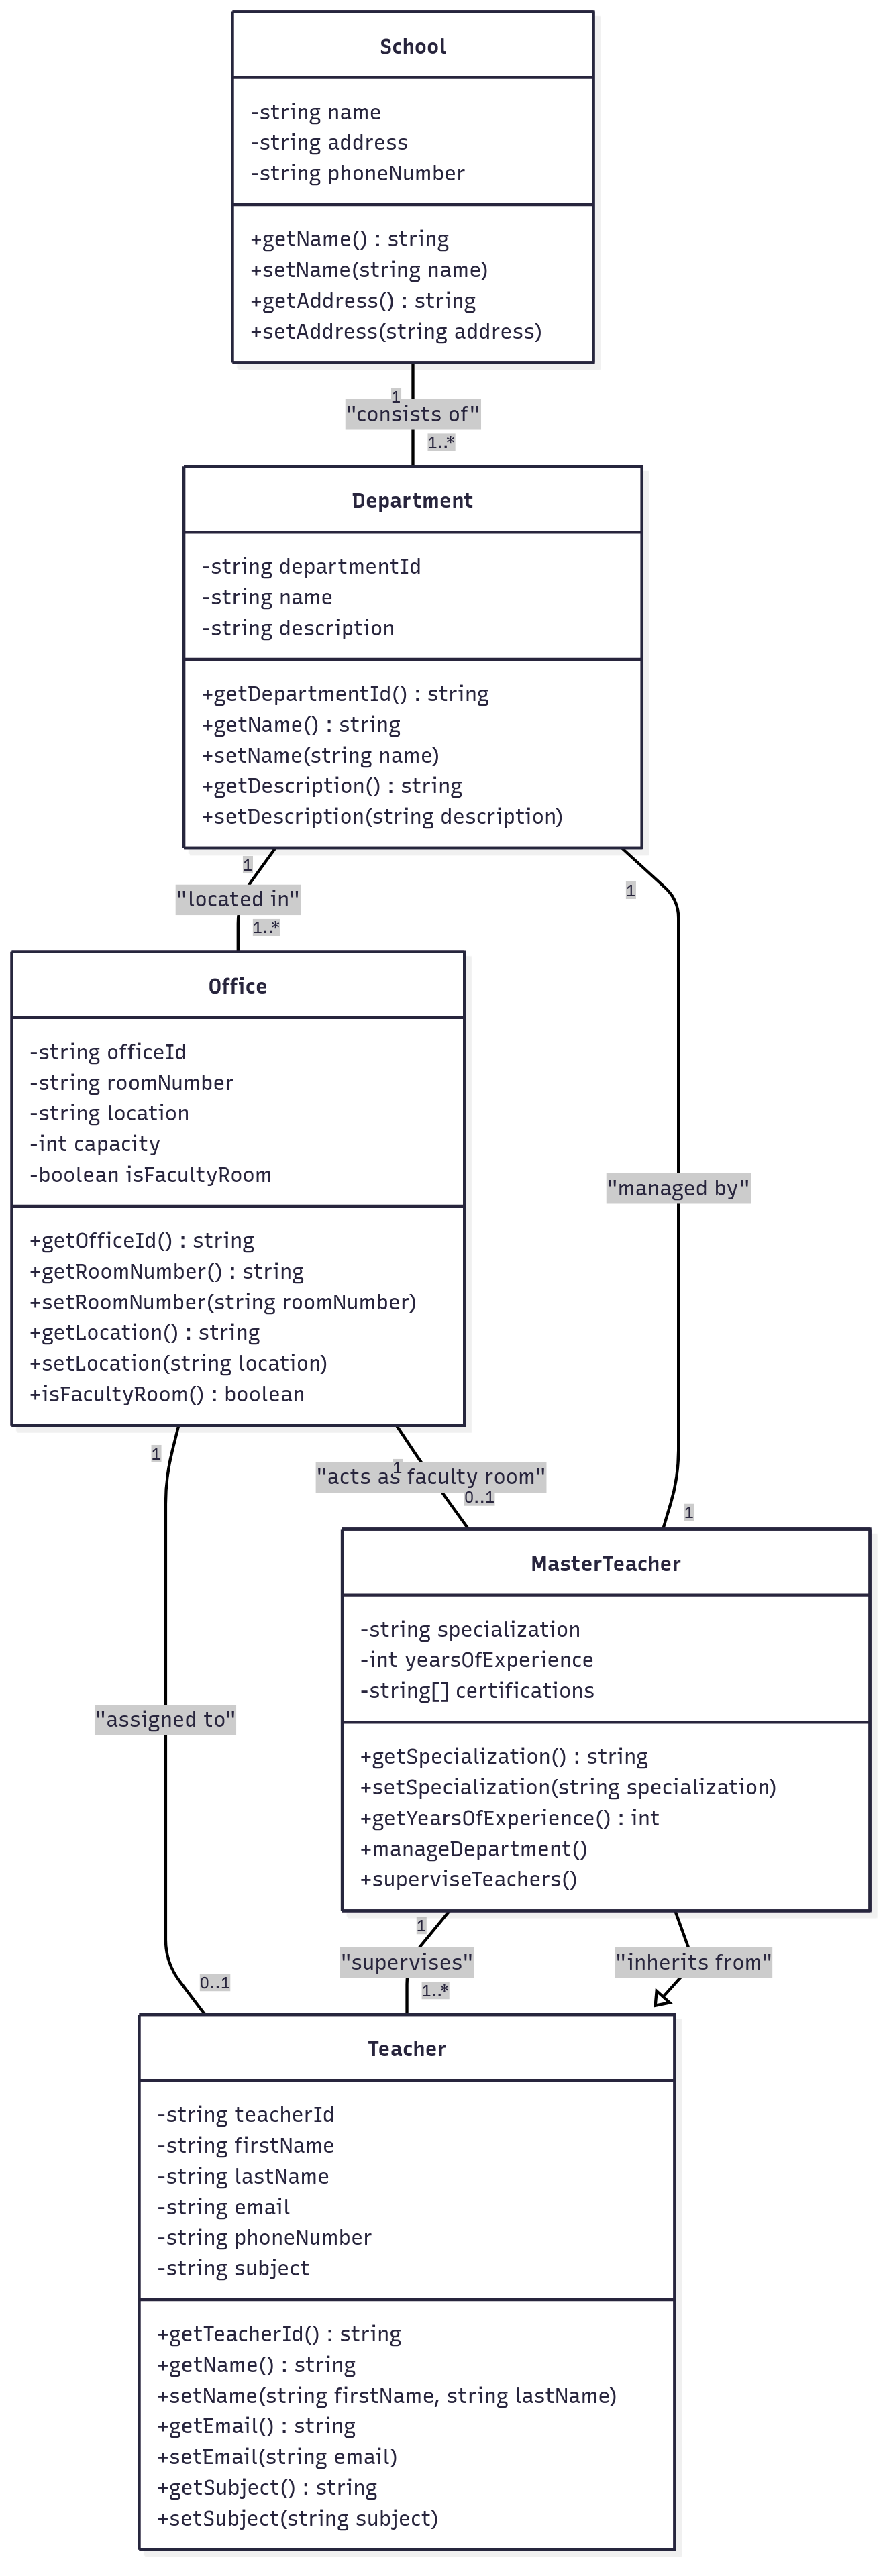 School
-string name
-string address
-string phoneNumber
+getName() : string
+setName(string name)
+getAddress() : string
+setAddress(string address)
1
"consists of"
1..*
Department
-string departmentId
-string name
-string description
+getDepartmentId() : string
+getName() : string
+setName(string name)
+getDescription() : string
+setDescription(string description)
1
1
"located in"
1..*
Office
-string officeId
-string roomNumber
-string location
-int capacity
-boolean isFacultyRoom
+getOfficeId() : string
+getRoomNumber() : string
+setRoomNumber(string roomNumber)
+getLocation() : string
+setLocation(string location)
+isFacultyRoom() : boolean
"managed by"
1
1
"acts as faculty room"
0..1
1
MasterTeacher
-string specialization
-int yearsOfExperience
-string[] certifications
+getSpecialization() : string
+setSpecialization(string specialization)
+getYearsOfExperience() : int
+manageDepartment()
+superviseTeachers()
"assigned to"
1
"supervises"
"inherits from"
0..1
1..*
Teacher
-string teacherId
-string firstName
-string lastName
-string email
-string phoneNumber
-string subject
+getTeacherId() : string
+getName() : string
+setName(string firstName, string lastName)
+getEmail() : string
+setEmail(string email)
+getSubject() : string
+setSubject(string subject)